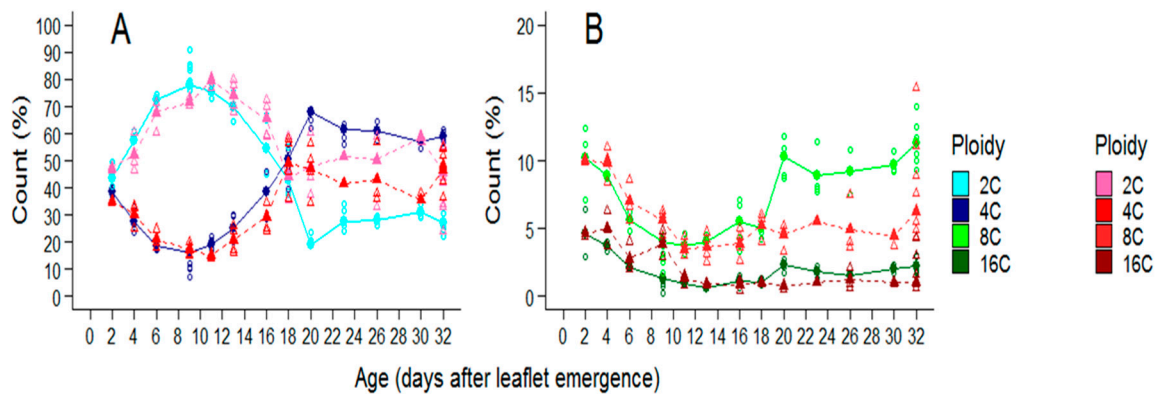 A
Count (%)
100
90
80
70
60
50
40
30
20
10
0
0 2 4 6 8 10 12 14 16 18 20 22 24 26 28 30 32
B
Count (%)
20
15
10
5
0
0 2 4 6 8 10 12 14 16 18 20 22 24 26 28 30 32
Age (days after leaflet emergence)
Ploidy
2C
4C
8C
16C
Ploidy
2C
4C
8C
16C